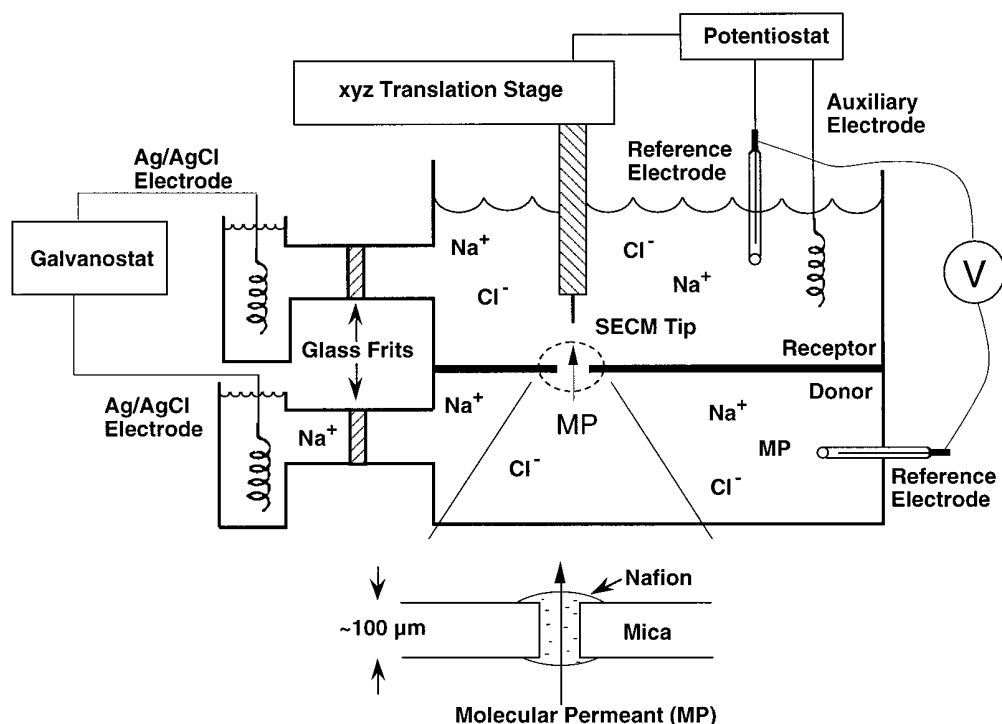 Potentiostat
xyz Translation Stage
Auxiliary
Electrode
Reference
Electrode
Ag/AgCl
Electrode
Galvanostat
Na+
Cl-
Cl-
Na+
V
SECM Tip
Glass Frits
Receptor
Donor
Ag/AgCl
Electrode
Na+
Na+
MP
Na+
MP
Cl-
Cl-
Reference
Electrode
Nafion
~100 μm
Mica
Molecular Permeant (MP)